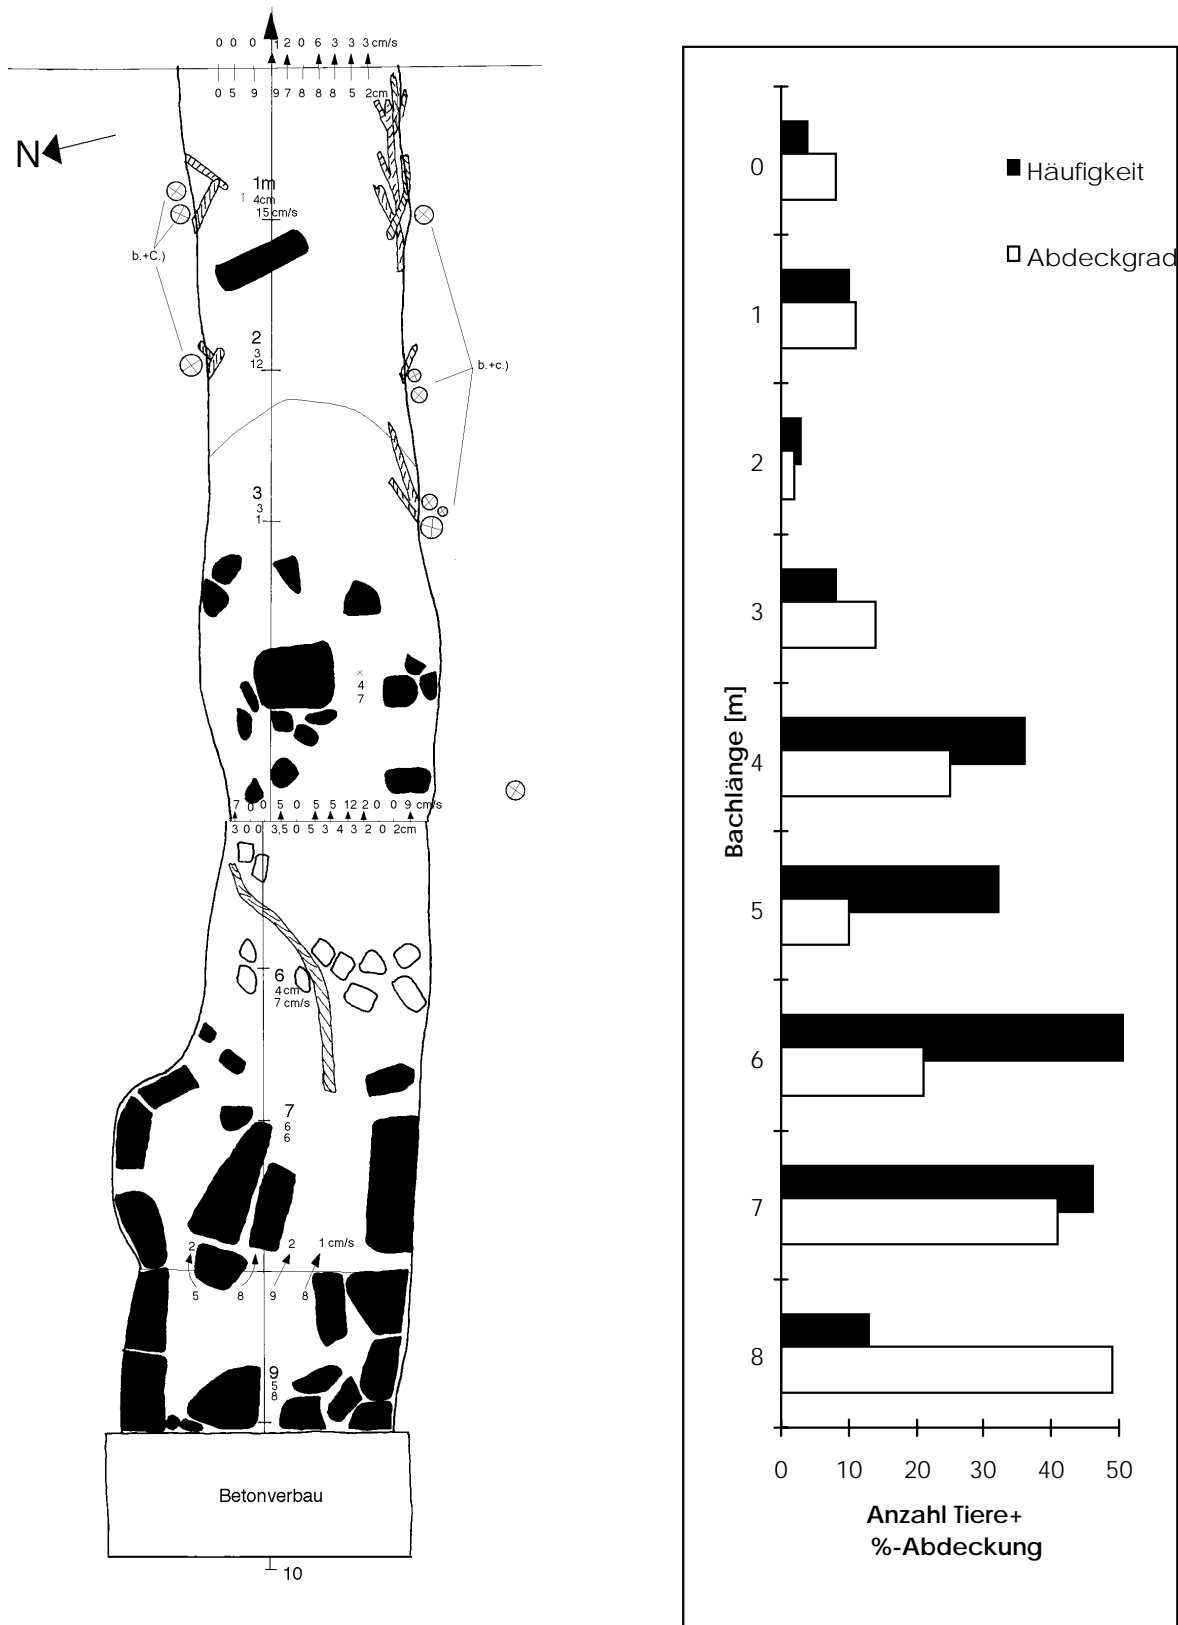 0 0 0 1 2 0 6 3 3 3 cm/s
0 5 9 9 7 8 8 8 5 2cm
N
1m
4cm
15 cm/s
b.+C.)
2
3
12
b.+c.)
3
3
1
4
7
7 0 0 5 0 5 5 12 2 0 0 9 cm/s
3 0 0 3,5 0 5 3 4 3 2 0 2cm
6
4 cm
7 cm/s
7
6
6
2 2 1 cm/s
5 8 9 8
9
5
8
Betonverbau
10
Häufigkeit
Abdeckgrad
Bachlänge [m]
0
1
2
3
4
5
6
7
8
0 10 20 30 40 50
Anzahl Tiere+
%-Abdeckung